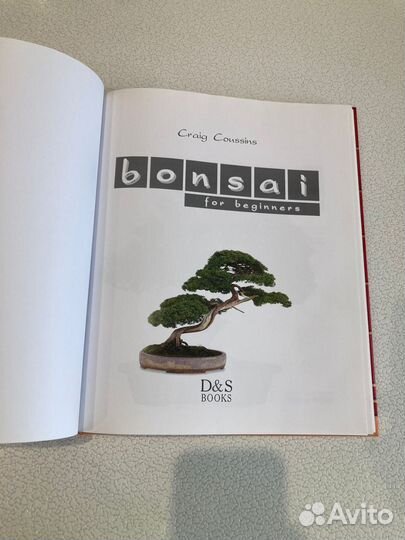 Craig Coussins
bonsai
for beginners
D&S
BOOKS
Avito